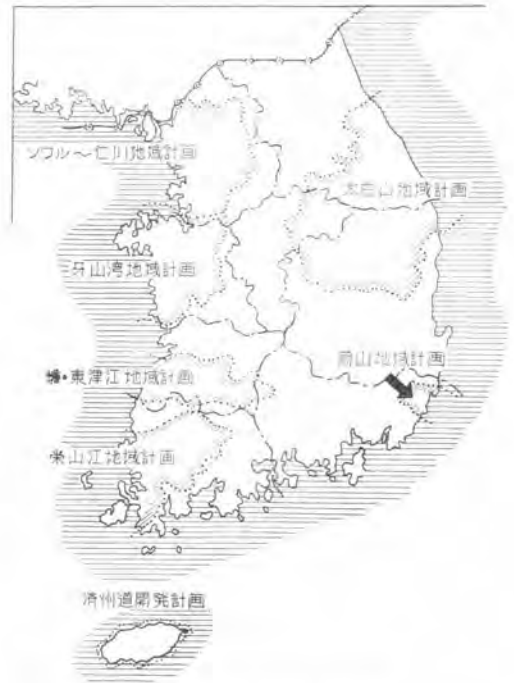 ソウル～仁川地域計画
太白山地域計画
牙山湾地域計画
蔚山地域計画
・東津江地域計画
栄山江地域計画
済州道開発計画